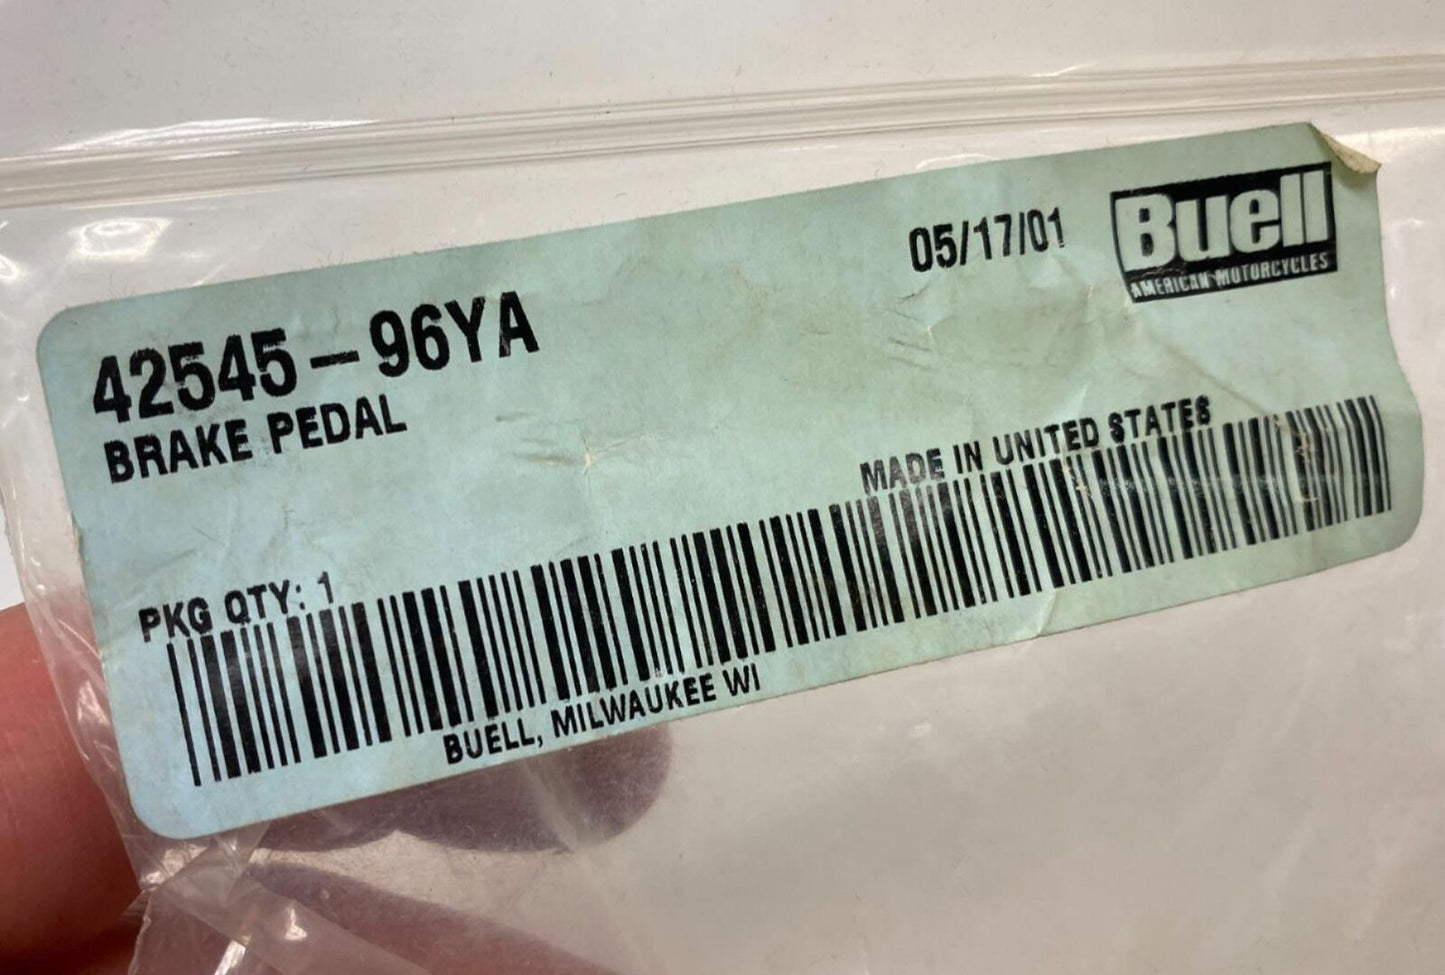 05/17/01
Buell
AMERICAN MOTORCYCLES
42545-96YA
BRAKE PEDAL
MADE IN UNITED STATES
PKG QTY: 1
BUELL, MILWAUKEE WI